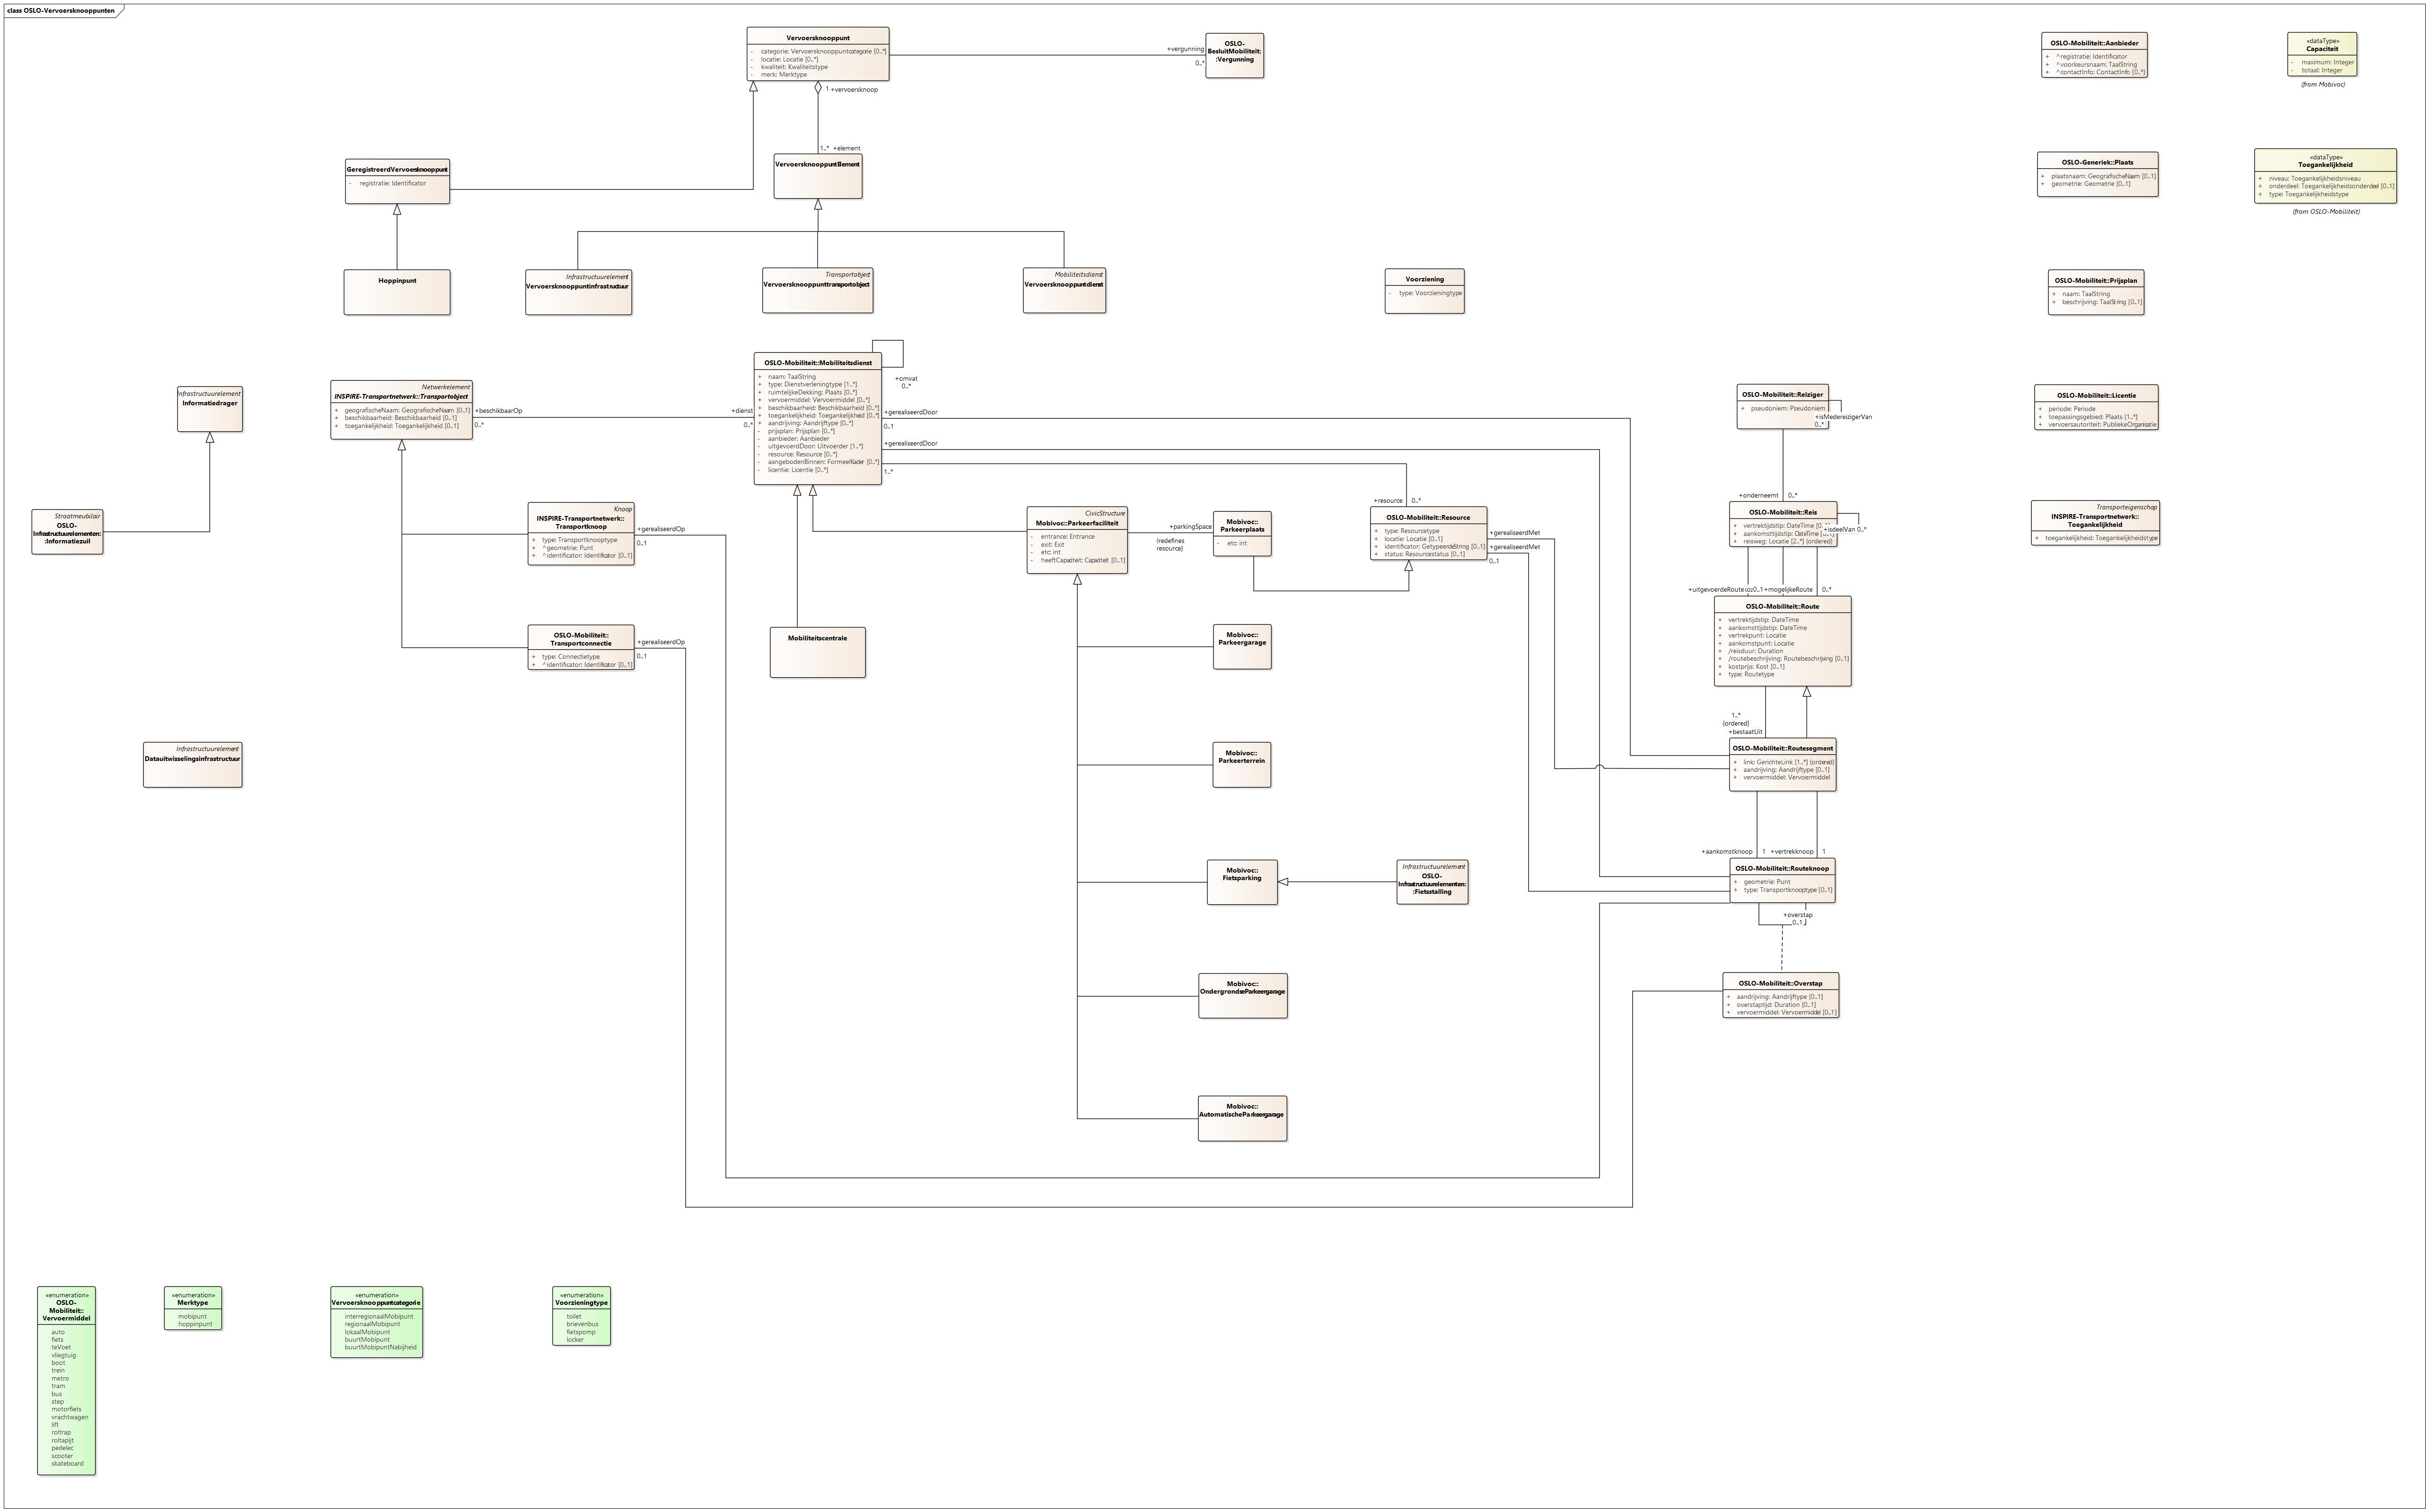 class OSLO-Vervoersknooppunten
Vervoersknooppunt
- categorie: Vervoersknooppuntcategorie [0..*]
- locatie: Locatie [0..*]
- kwaliteit: Kwaliteitstype
- merk: Merktype
+vergunning
0..*
OSLO-
BesluitMobiliteit:
:Vergunning
1 +vervoersknoop
1..* +element
VervoersknooppuntElement
GeregistreerdVervoersknooppunt
- registratie: Identificator
Hoppinpunt
Infrastructuurelement
Vervoersknooppuntinfrastructuur
Transportobject
Vervoersknooppunttransportobject
Mobiliteitsdienst
Vervoersknooppuntdienst
Voorziening
- type: Voorzieningtype
OSLO-Mobiliteit::Aanbieder
+ ^registratie: Identificator
+ ^voorkeursnaam: TaalString
+ ^contactInfo: ContactInfo [0..*]
«dataType»
Capaciteit
- maximum: Integer
- totaal: Integer
(from Mobivoc)
OSLO-Generiek::Plaats
+ plaatsnaam: GeografischeNaam [0..1]
+ geometrie: Geometrie [0..1]
«dataType»
Toegankelijkheid
+ niveau: Toegankelijkheidsniveau
+ onderdeel: Toegankelijkheidsonderdeel [0..1]
+ type: Toegankelijkheidstype
(from OSLO-Mobiliteit)
OSLO-Mobiliteit::Prijsplan
+ naam: TaalString
+ beschrijving: TaalString [0..1]
OSLO-Mobiliteit::Licentie
+ periode: Periode
+ toepassingsgebied: Plaats [1..*]
+ vervoersautoriteit: PubliekeOrganisatie
Transporteigenschap
INSPIRE-Transportnetwerk::
Toegankelijkheid
+ toegankelijkheid: Toegankelijkheidstype
Infrastructuurelement
Informatiedrager
Straatmeubilair
OSLO-
Infrastructuurelementen:
:Informatiezuil
Infrastructuurelement
Datauitwisselingsinfrastructuur
Netwerkelement
INSPIRE-Transportnetwerk::Transportobject
+ geografischeNaam: GeografischeNaam [0..1]
+ beschikbaarheid: Beschikbaarheid [0..1]
+ toegankelijkheid: Toegankelijkheid [0..1]
+beschikbaarOp
0..*
+dienst
0..*
OSLO-Mobiliteit::Mobiliteitsdienst
+ naam: TaalString
+ type: Dienstverleningtype [1..*]
+ ruimtelijkeDekking: Plaats [0..*]
+ vervoermiddel: Vervoermiddel [0..*]
+ beschikbaarheid: Beschikbaarheid [0..*]
+ toegankelijkheid: Toegankelijkheid [0..*]
+ aandrijving: Aandrijftype [0..*]
- prijsplan: Prijsplan [0..*]
- aanbieder: Aanbieder
- uitgevoerdDoor: Uitvoerder [1..*]
- resource: Resource [0..*]
- aangebodenBinnen: FormeelKader [0..*]
- licentie: Licentie [0..*]
+omvat
0..*
+gerealiseerdDoor
0..1
+gerealiseerdDoor
1..*
Knoop
INSPIRE-Transportnetwerk::
Transportknoop
+ type: Transportknooptype
+ ^geometrie: Punt
+ ^identificator: Identificator [0..1]
+gerealiseerdOp
0..1
OSLO-Mobiliteit::
Transportconnectie
+ type: Connectietype
+ ^identificator: Identificator [0..1]
+gerealiseerdOp
0..1
Mobiliteitscentrale
CivicStructure
Mobivoc::Parkeerfaciliteit
- entrance: Entrance
- exit: Exit
- etc: int
- heeftCapaciteit: Capaciteit [0..1]
+parkingSpace
{redefines
resource}
Mobivoc::
Parkeerplaats
- etc: int
+resource 0..*
OSLO-Mobiliteit::Resource
+ type: Resourcetype
+ locatie: Locatie [0..1]
+ identificator: GetypeerdeString [0..1]
+ status: Resourcestatus [0..1]
+gerealiseerdMet
+gerealiseerdMet
0..1
Mobivoc::
Parkeergarage
Mobivoc::
Parkeerterrein
Mobivoc::
Fietsparking
Infrastructuurelement
OSLO-
Infrastructuurelementen:
:Fietsstalling
Mobivoc::
OndergrondseParkeergarage
Mobivoc::
AutomatischeParkeergarage
OSLO-Mobiliteit::Reiziger
+ pseudoniem: Pseudoniem
+isMedereizigerVan
0..*
+onderneemt 0..*
OSLO-Mobiliteit::Reis
+ vertrektijdstip: DateTime [0..1]
+ aankomsttijdstip: DateTime [0..1]
+ reisweg: Locatie [2..*] {ordered}
+isdeelVan 0..*
+uitgevoerdeRoute 0..1 +mogelijkeRoute 0..*
OSLO-Mobiliteit::Route
+ vertrektijdstip: DateTime
+ aankomsttijdstip: DateTime
+ vertrekpunt: Locatie
+ aankomstpunt: Locatie
+ /reisduur: Duration
+ /routebeschrijving: Routebeschrijving [0..1]
+ kostprijs: Kost [0..1]
+ type: Routetype
1..*
{ordered}
+bestaatUit
OSLO-Mobiliteit::Routesegment
+ link: GerichteLink [1..*] {ordered}
+ aandrijving: Aandrijftype [0..1]
+ vervoermiddel: Vervoermiddel
+aankomstknoop 1 +vertrekknoop 1
OSLO-Mobiliteit::Routeknoop
+ geometrie: Punt
+ type: Transportknooptype [0..1]
+overstap
0..1
OSLO-Mobiliteit::Overstap
+ aandrijving: Aandrijftype [0..1]
+ overstaptijd: Duration [0..1]
+ vervoermiddel: Vervoermiddel [0..1]
«enumeration»
OSLO-
Mobiliteit::
Vervoermiddel
auto
fiets
teVoet
vliegtuig
boot
trein
metro
tram
bus
step
motorfiets
vrachtwagen
lift
roltrap
roltapijt
pedelec
scooter
skateboard
«enumeration»
Merktype
mobipunt
hoppinpunt
«enumeration»
Vervoersknooppuntcategorie
interregionaalMobipunt
regionaalMobipunt
lokaalMobipunt
buurtMobipunt
buurtMobipuntNabijheid
«enumeration»
Voorzieningtype
toilet
brievenbus
fietspomp
locker